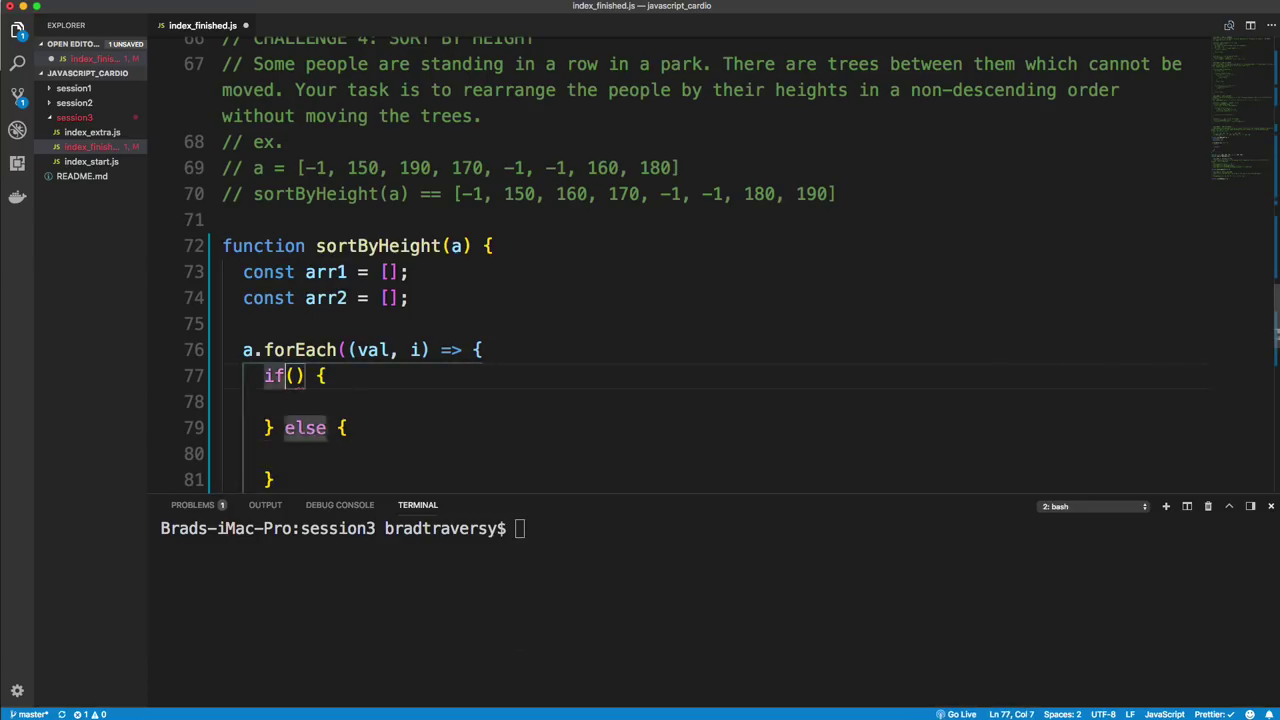 index_finished.js — javascript_cardio
EXPLORER
index_finished.js
OPEN EDITO... 1 UNSAVED
index_finis... 1, M
JAVASCRIPT_CARDIO
session1
session2
session3
index_extra.js
index_finish... 1, M
index_start.js
README.md
1
1
66 // CHALLENGE 4: SORT BY HEIGHT
67 // Some people are standing in a row in a park. There are trees between them which cannot be
moved. Your task is to rearrange the people by their heights in a non-descending order
without moving the trees.
68 // ex.
69 // a = [-1, 150, 190, 170, -1, -1, 160, 180]
70 // sortByHeight(a) == [-1, 150, 160, 170, -1, -1, 180, 190]
71
72 function sortByHeight(a) {
73 const arr1 = [];
74 const arr2 = [];
75
76 a.forEach((val, i) => {
77 if() {
78
79 } else {
80
81 }
PROBLEMS 1 OUTPUT DEBUG CONSOLE TERMINAL 2: bash
Brads-iMac-Pro:session3 bradtraversy$
master* 1 0 Go Live Ln 77, Col 7 Spaces: 2 UTF-8 LF JavaScript Prettier: ✓